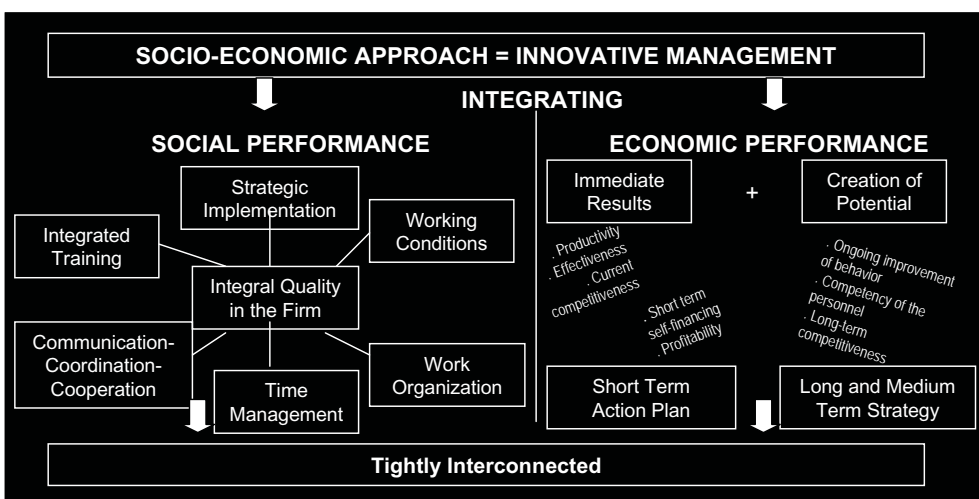 SOCIO-ECONOMIC APPROACH = INNOVATIVE MANAGEMENT
INTEGRATING
SOCIAL PERFORMANCE
Strategic
Implementation
Integrated
Training
Working
Conditions
Integral Quality
in the Firm
Communication-
Coordination-
Cooperation
Time
Management
Work
Organization
ECONOMIC PERFORMANCE
Immediate
Results
+
Creation of
Potential
. Productivity
. Effectiveness
. Current
competitiveness
. Short term
self-financing
. Profitability
. Ongoing improvement
of behavior
. Competency of the
personnel
. Long-term
competitiveness
Short Term
Action Plan
Long and Medium
Term Strategy
Tightly Interconnected